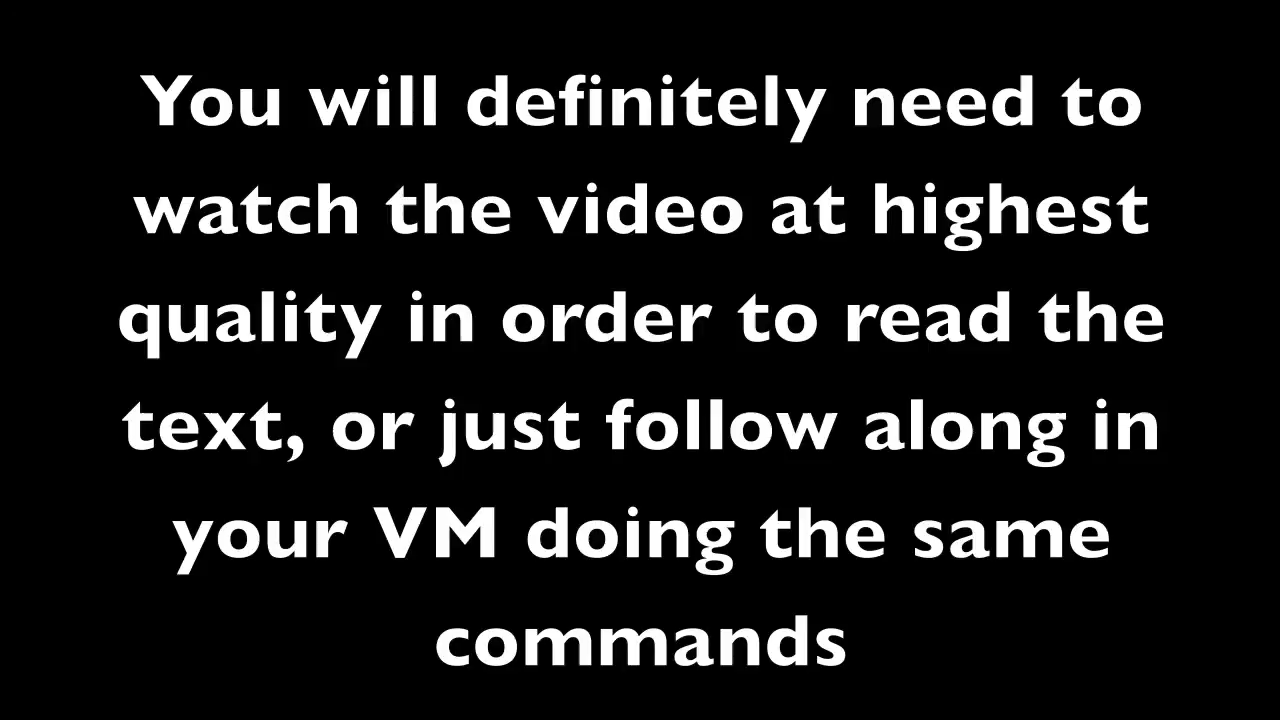 You will definitely need to
watch the video at highest
quality in order to read the
text, or just follow along in
your VM doing the same
commands